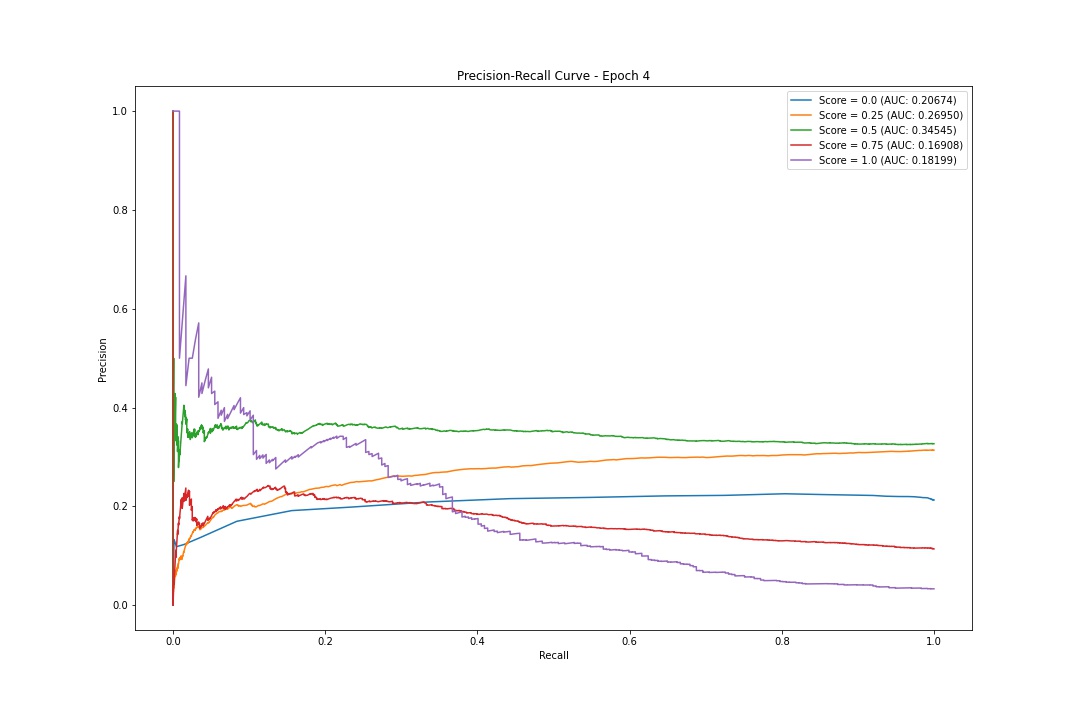 Precision-Recall Curve - Epoch 4
Score = 0.0 (AUC: 0.20674)
Score = 0.25 (AUC: 0.26950)
Score = 0.5 (AUC: 0.34545)
Score = 0.75 (AUC: 0.16908)
Score = 1.0 (AUC: 0.18199)
Precision
1.0
0.8
0.6
0.4
0.2
0.0
0.0 0.2 0.4 0.6 0.8 1.0
Recall